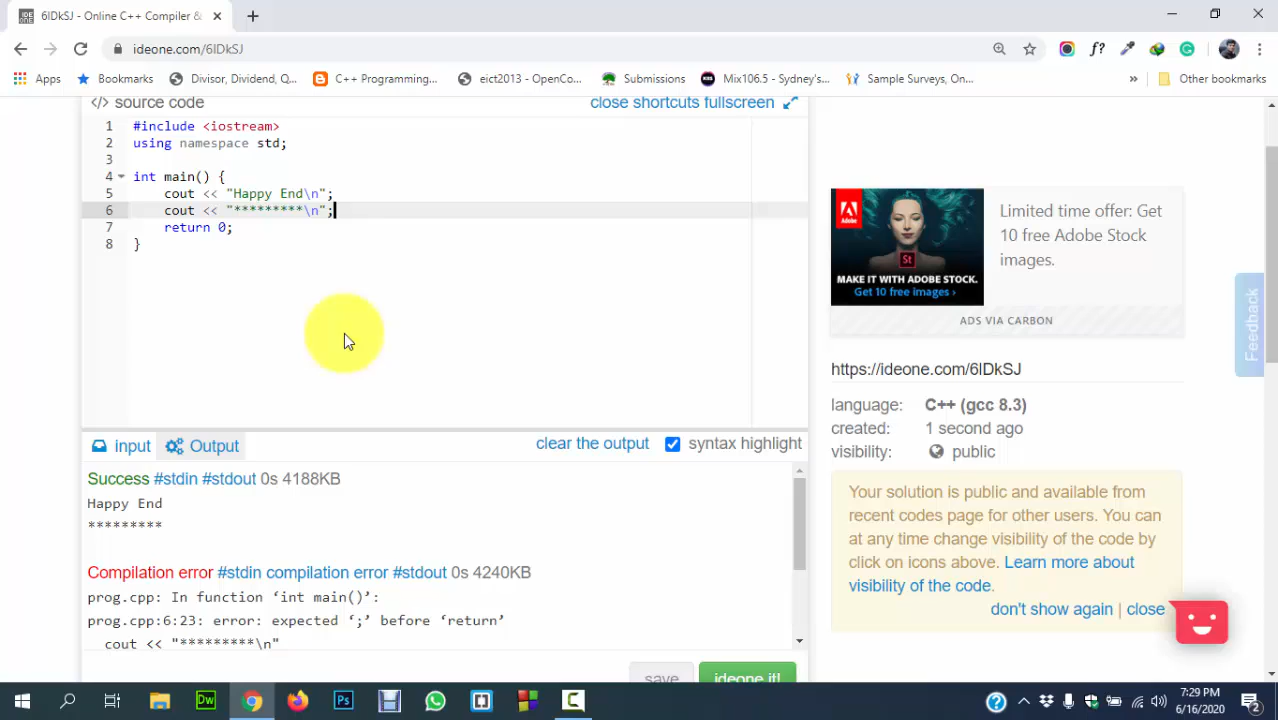 6lDkSJ - Online C++ Compiler &
ideone.com/6lDkSJ
f?
Apps
Bookmarks
Divisor, Dividend, Q...
C++ Programming...
eict2013 - OpenCo...
Submissions
Mix106.5 - Sydney's...
Sample Surveys, On...
»
Other bookmarks
</> source code
close shortcuts fullscreen
1 #include <iostream>
2 using namespace std;
3
4 int main() {
5 cout << "Happy End\n";
6 cout << "*********\n";
7 return 0;
8 }
input
Output
clear the output
syntax highlight
Success #stdin #stdout 0s 4188KB
Happy End
*********
Compilation error #stdin compilation error #stdout 0s 4240KB
prog.cpp: In function ‘int main()’:
prog.cpp:6:23: error: expected ‘;’ before ‘return’
cout << "*********\n"
save
ideone it!
Adobe
St
MAKE IT WITH ADOBE STOCK.
Get 10 free images ›
Limited time offer: Get
10 free Adobe Stock
images.
ADS VIA CARBON
Feedback
https://ideone.com/6lDkSJ
language: C++ (gcc 8.3)
created: 1 second ago
visibility: public
Your solution is public and available from
recent codes page for other users. You can
at any time change visibility of the code by
click on icons above. Learn more about
visibility of the code.
don't show again | close
Dw
Ps
7:29 PM
6/16/2020
2